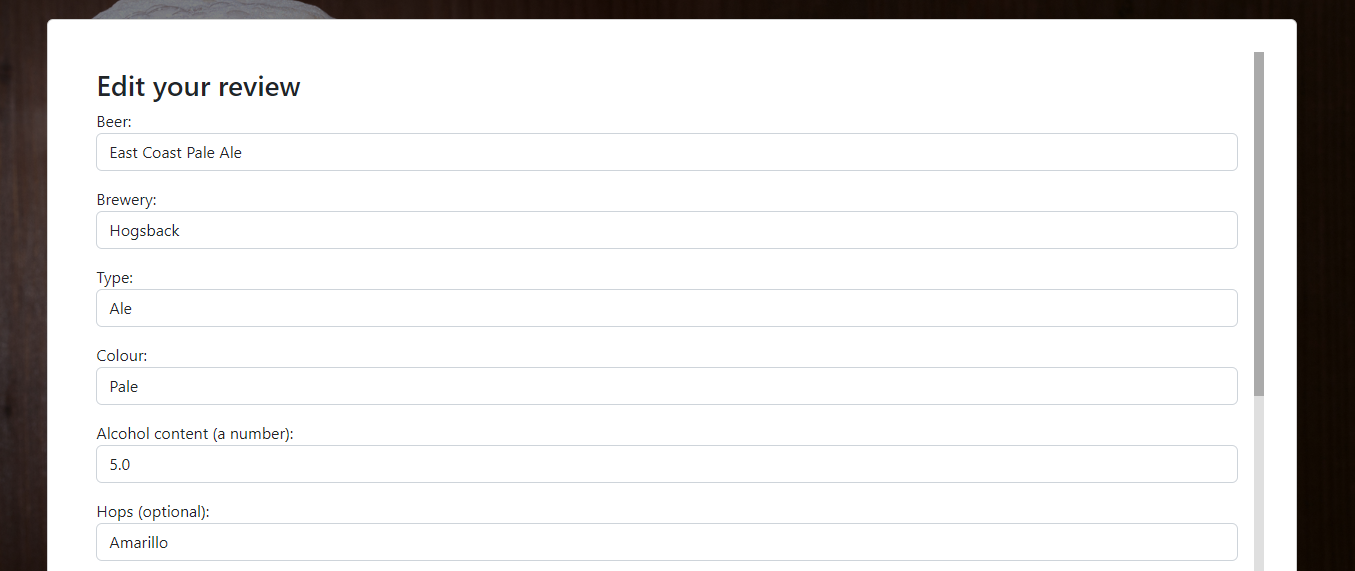 Edit your review
Beer:
East Coast Pale Ale
Brewery:
Hogsback
Type:
Ale
Colour:
Pale
Alcohol content (a number):
5.0
Hops (optional):
Amarillo